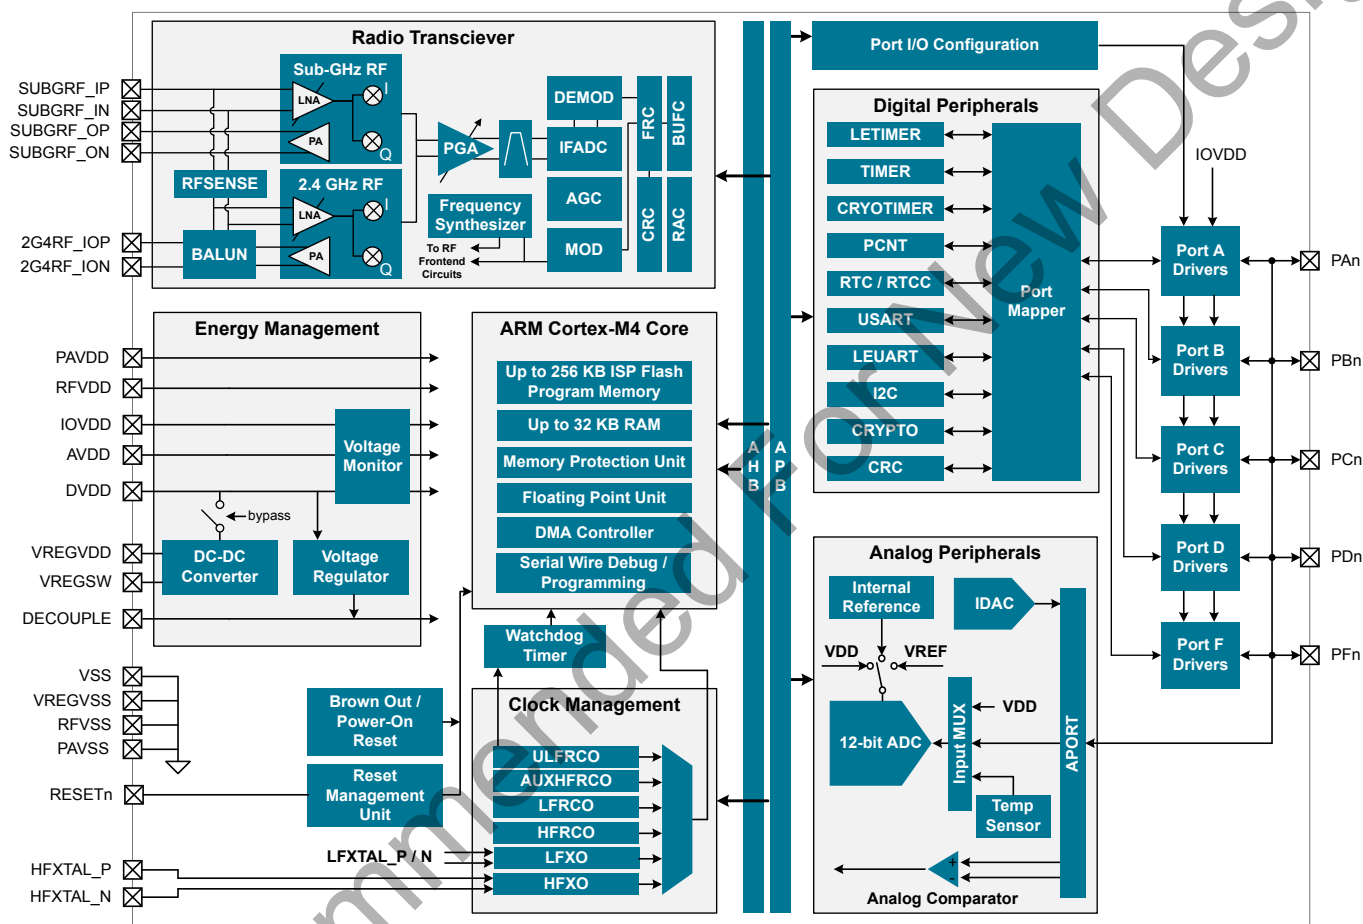 Radio Transciever
SUBGRF_IP
SUBGRF_IN
SUBGRF_OP
SUBGRF_ON
2G4RF_IOP
2G4RF_ION
Sub-GHz RF
LNA
I
PA
Q
RFSENSE
2.4 GHz RF
LNA
I
PA
Q
BALUN
PGA
DEMOD
IFADC
AGC
MOD
FRC
BUFC
CRC
RAC
Frequency
Synthesizer
To RF
Frontend
Circuits
Energy Management
PAVDD
RFVDD
IOVDD
AVDD
DVDD
VREGVDD
VREGSW
DECOUPLE
Voltage
Monitor
bypass
DC-DC
Converter
Voltage
Regulator
VSS
VREGVSS
RFVSS
PAVSS
RESETn
HFXTAL_P
HFXTAL_N
ARM Cortex-M4 Core
Up to 256 KB ISP Flash
Program Memory
Up to 32 KB RAM
Memory Protection Unit
Floating Point Unit
DMA Controller
Serial Wire Debug /
Programming
Watchdog
Timer
Brown Out /
Power-On
Reset
Reset
Management
Unit
Clock Management
ULFRCO
AUXHFRCO
LFRCO
HFRCO
LFXO
HFXO
LFXTAL_P / N
AHB
APB
Port I/O Configuration
Digital Peripherals
LETIMER
TIMER
CRYOTIMER
PCNT
RTC / RTCC
USART
LEUART
I2C
CRYPTO
CRC
Port
Mapper
IOVDD
Port A
Drivers
Port B
Drivers
Port C
Drivers
Port D
Drivers
Port F
Drivers
PAn
PBn
PCn
PDn
PFn
Analog Peripherals
Internal
Reference
IDAC
VDD
VREF
12-bit ADC
Input MUX
VDD
Temp
Sensor
APORT
+
-
Analog Comparator
For New